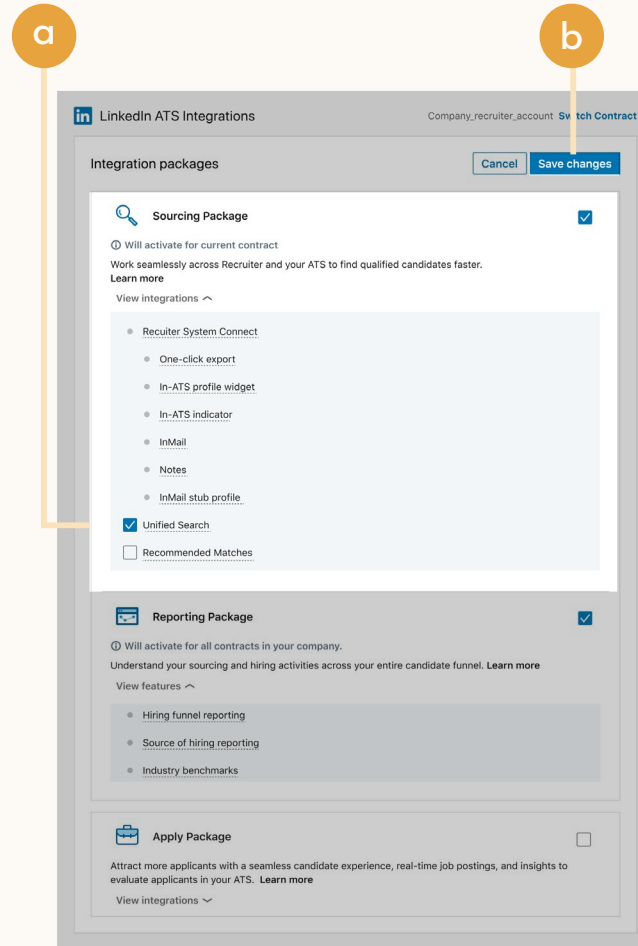 a
b
in LinkedIn ATS Integrations
Company_recruiter_account Switch Contract
Integration packages
Cancel
Save changes
Sourcing Package
Will activate for current contract
Work seamlessly across Recruiter and your ATS to find qualified candidates faster.
Learn more
View integrations
Recuiter System Connect
One-click export
In-ATS profile widget
In-ATS indicator
InMail
Notes
InMail stub profile
Unified Search
Recommended Matches
Reporting Package
Will activate for all contracts in your company.
Understand your sourcing and hiring activities across your entire candidate funnel. Learn more
View features
Hiring funnel reporting
Source of hiring reporting
Industry benchmarks
Apply Package
Attract more applicants with a seamless candidate experience, real-time job postings, and insights to
evaluate applicants in your ATS. Learn more
View integrations